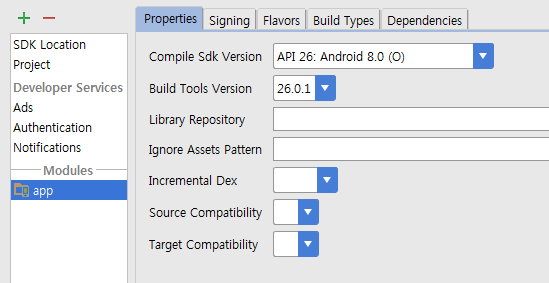 SDK Location
Project
Developer Services
Ads
Authentication
Notifications
Modules
app
Properties Signing Flavors Build Types Dependencies
Compile Sdk Version API 26: Android 8.0 (O)
Build Tools Version 26.0.1
Library Repository
Ignore Assets Pattern
Incremental Dex
Source Compatibility
Target Compatibility